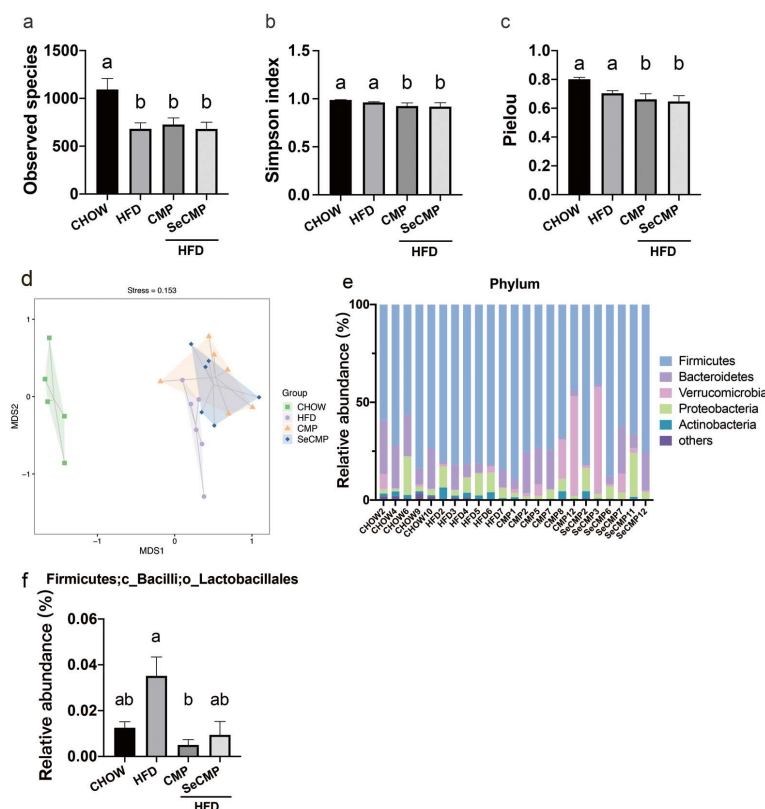 a
Observed species
1500
1000
500
0
a
b
b
b
CHOW
HFD
CMP
SeCMP
HFD
b
Simpson index
1.5
1.0
0.5
0.0
a
a
b
b
CHOW
HFD
CMP
SeCMP
HFD
c
Pielou
1.0
0.8
0.6
0.4
0.2
0.0
a
a
b
b
CHOW
HFD
CMP
SeCMP
HFD
d
Stress = 0.153
MDS2
1
0
−1
−1
0
1
MDS1
Group
CHOW
HFD
CMP
SeCMP
e
Phylum
Relative abundance (%)
100
50
0
CHOW2
CHOW4
CHOW6
CHOW9
CHOW10
HFD2
HFD3
HFD4
HFD5
HFD6
HFD7
CMP1
CMP2
CMP5
CMP7
CMP8
CMP12
SeCMP2
SeCMP3
SeCMP6
SeCMP7
SeCMP11
SeCMP12
Firmicutes
Bacteroidetes
Verrucomicrobia
Proteobacteria
Actinobacteria
others
f
Firmicutes;c_Bacilli;o_Lactobacillales
Relative abundance (%)
0.06
0.04
0.02
0.00
ab
a
b
ab
CHOW
HFD
CMP
SeCMP
HFD